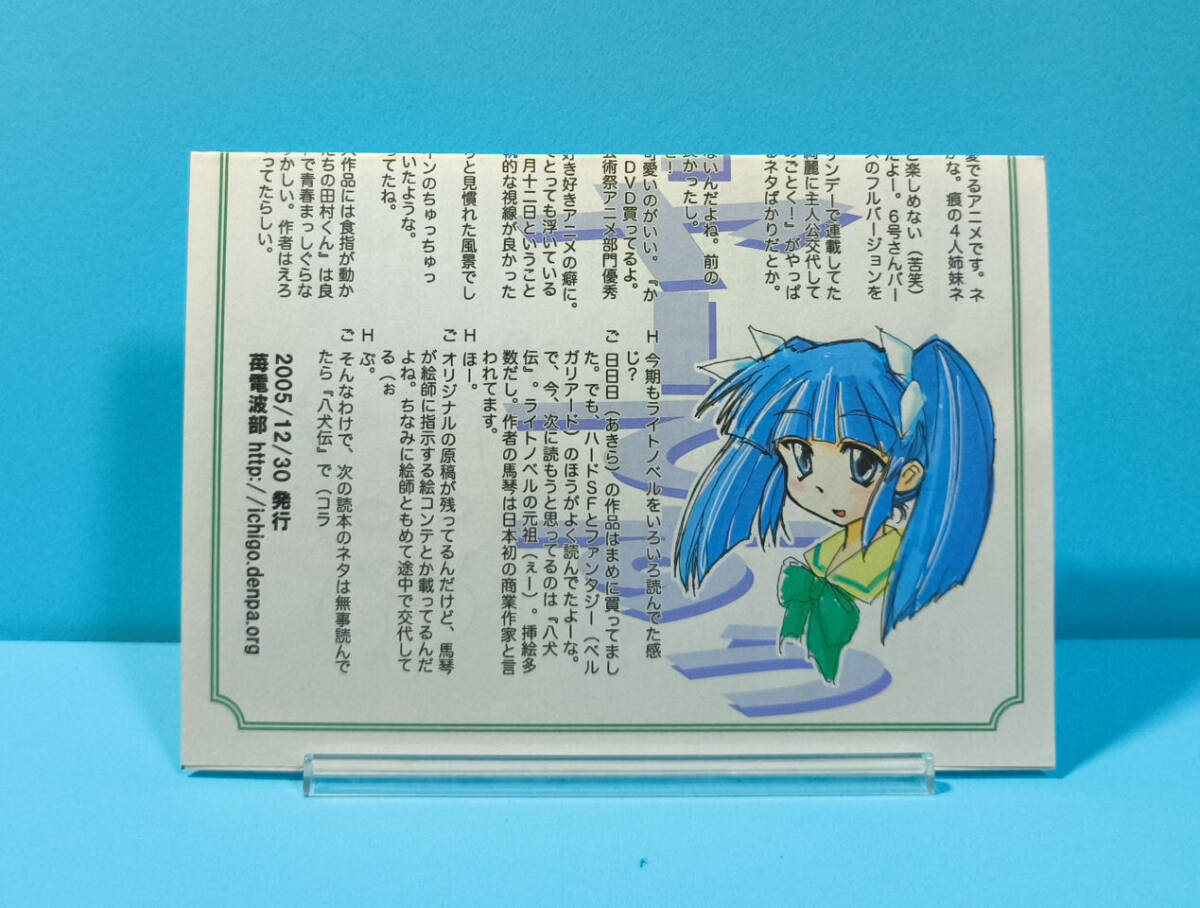 愛でるアニメです。ネ
かな。痕の4人姉妹ネ
と楽しめない（苦笑）
たよー。6号さんバー
のフルバージョンを
ンデーで連載してた
綺麗に主人公交代して
のごとく！』がやっぱ
るネタばかりだとか。
ないんだよね。前の
良かったし。
！
可愛いのがいい。『か
DVD買ってるよ。
芸術祭アニメ部門優秀
好き好きアニメの癖に。
とっても浮いている
月十二日ということ
的な視線が良かった
りと見慣れた風景でし
ーンのちゅっちゅっ
いたような。
ってたね。
作品には食指が動か
たちの田村くん』は良
で青春まっしぐらな
かしい。作者はえろ
ってたらしい。
H 今期もライトノベルをいろいろ読んでた感
じ？
ご 日日日（あきら）の作品はまめに買ってまし
た。でも、ハードSFとファンタジー（ベル
ガリアード）のほうがよく読んでたよーな。
で、今、次に読もうと思ってるのは『八犬
伝』。ライトノベルの元祖（ぇー）。挿絵多
数だし。作者の馬琴は日本初の商業作家と言
われてます。
H ほー。
ご オリジナルの原稿が残ってるんだけど、馬琴
が絵師に指示する絵コンテとか載ってるんだ
よね。ちなみに絵師ともめて途中で交代して
る（ぉ
H ぷ。
ご そんなわけで、次の読本のネタは無事読んで
たら『八犬伝』で（コラ
2005/12/30 発行
苺電波部 http://ichigo.denpa.org